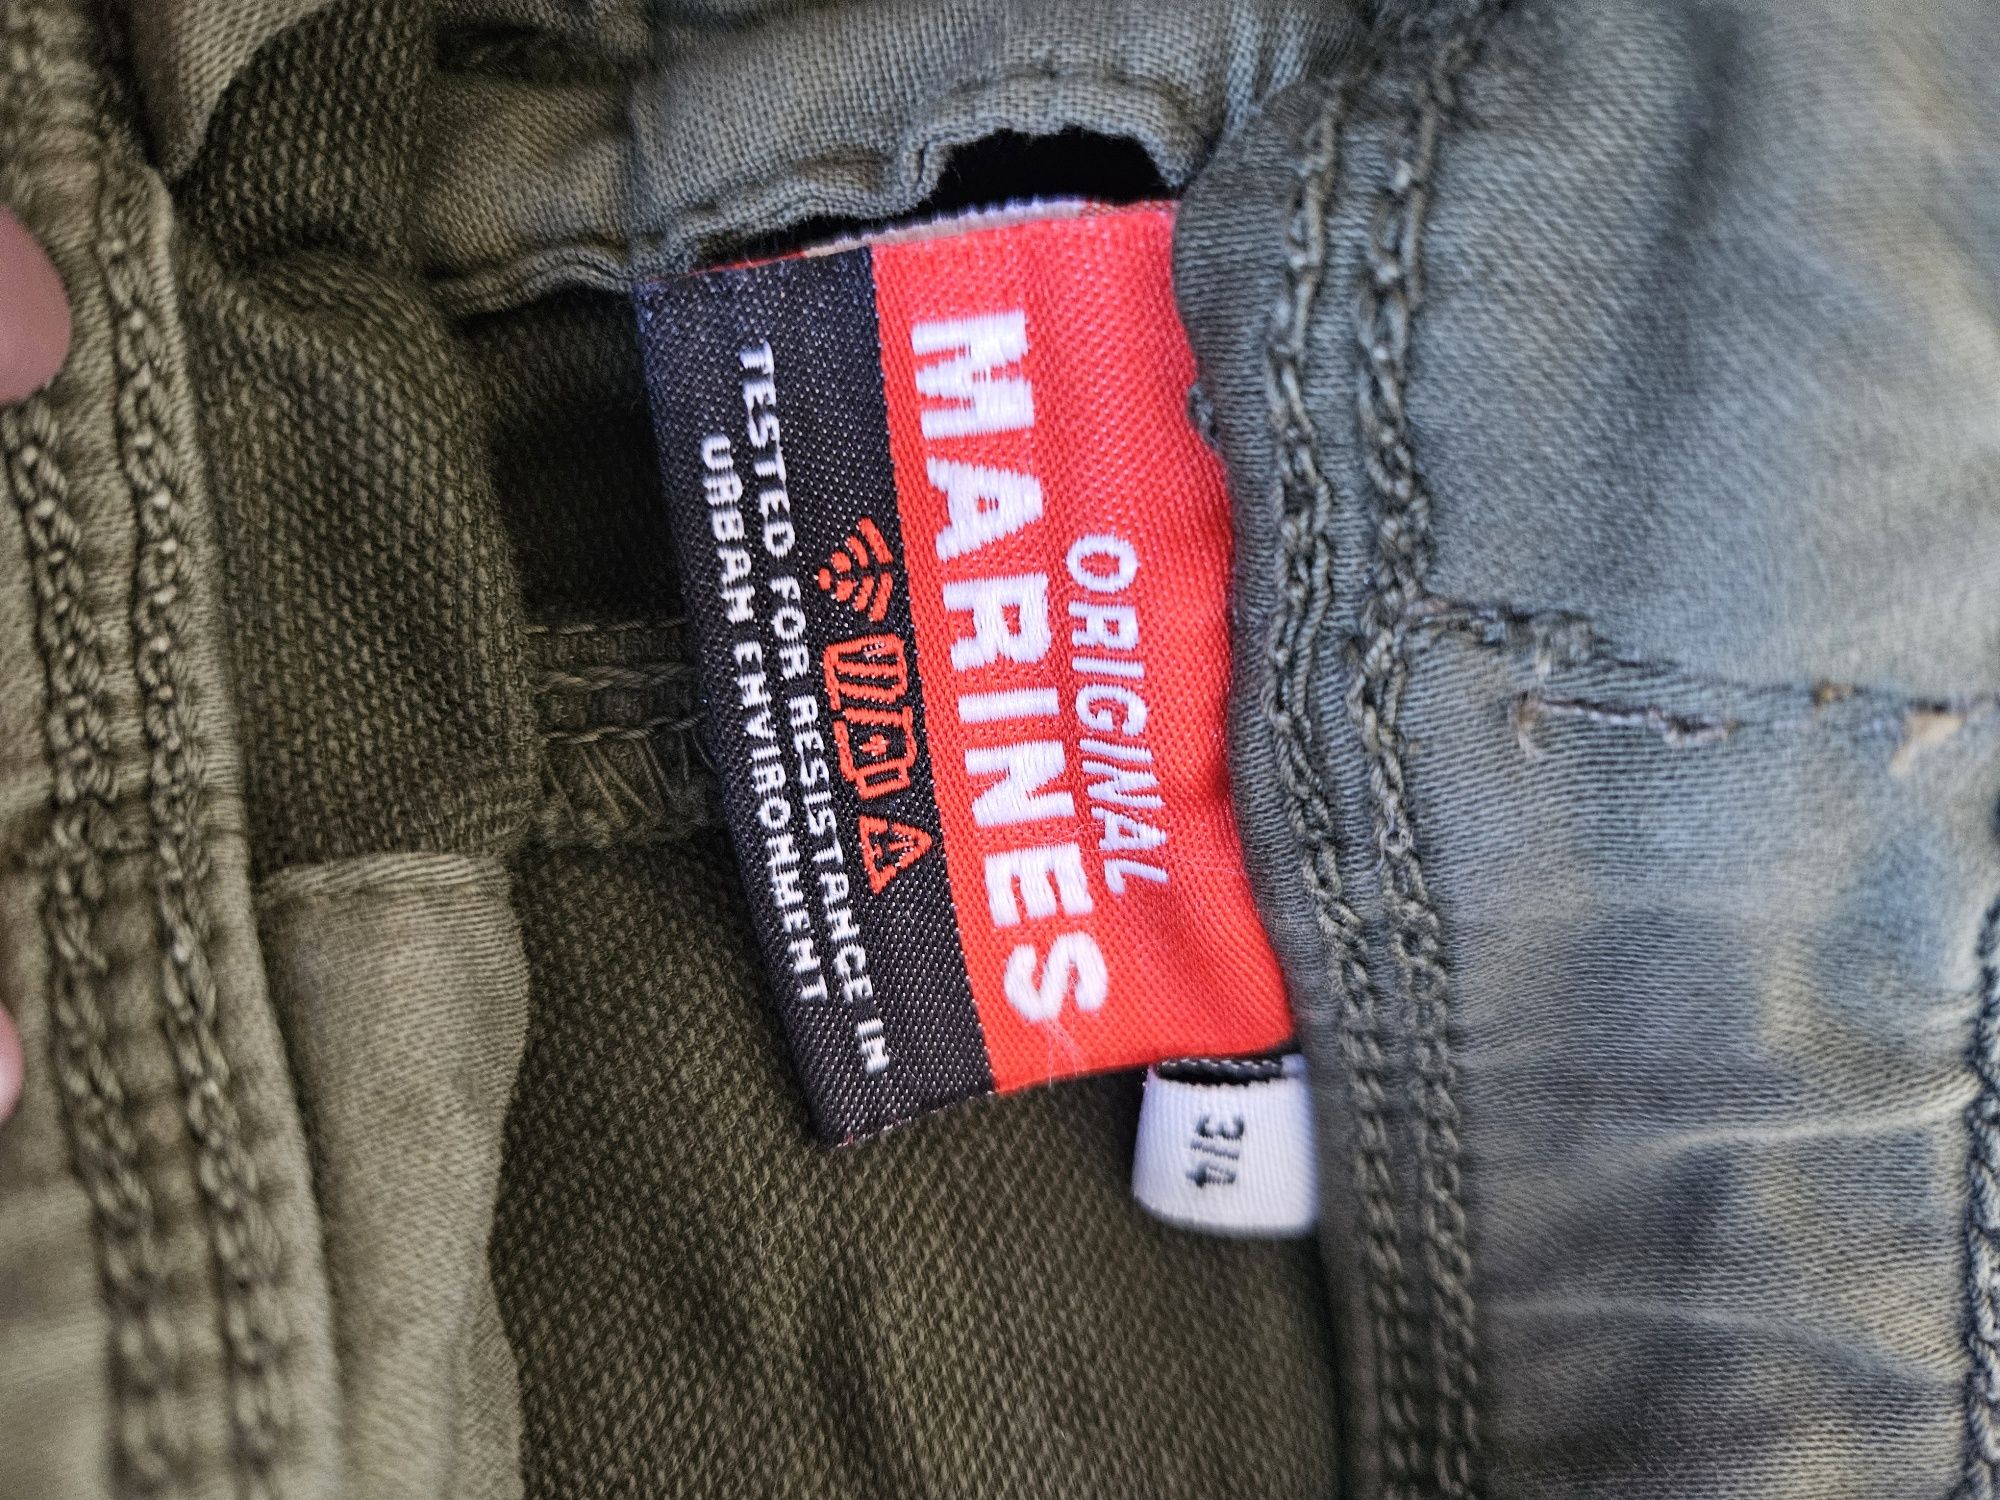 ORIGINAL
MARINES
TESTED FOR RESISTANCE IN
URBAN ENVIRONMENT
3/4